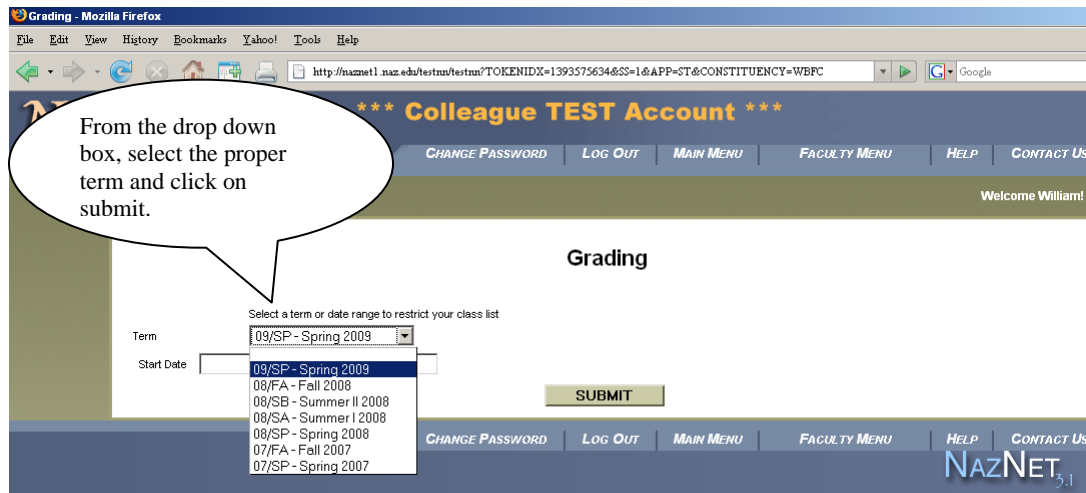 Grading - Mozilla Firefox
File Edit View History Bookmarks Yahoo! Tools Help
http://naznet1.naz.edu/testnn/testnn?TOKENIDX=1393575634&SS=1&APP=ST&CONSTITUENCY=WBFC
G Google
*** Colleague TEST Account ***
From the drop down
box, select the proper
term and click on
submit.
CHANGE PASSWORD LOG OUT MAIN MENU FACULTY MENU HELP CONTACT US
Welcome William!
Grading
Select a term or date range to restrict your class list
Term 09/SP - Spring 2009
Start Date
09/SP - Spring 2009
08/FA - Fall 2008
08/SB - Summer II 2008
08/SA - Summer I 2008
08/SP - Spring 2008
07/FA - Fall 2007
07/SP - Spring 2007
SUBMIT
CHANGE PASSWORD LOG OUT MAIN MENU FACULTY MENU HELP CONTACT US
NAZNET 3.1